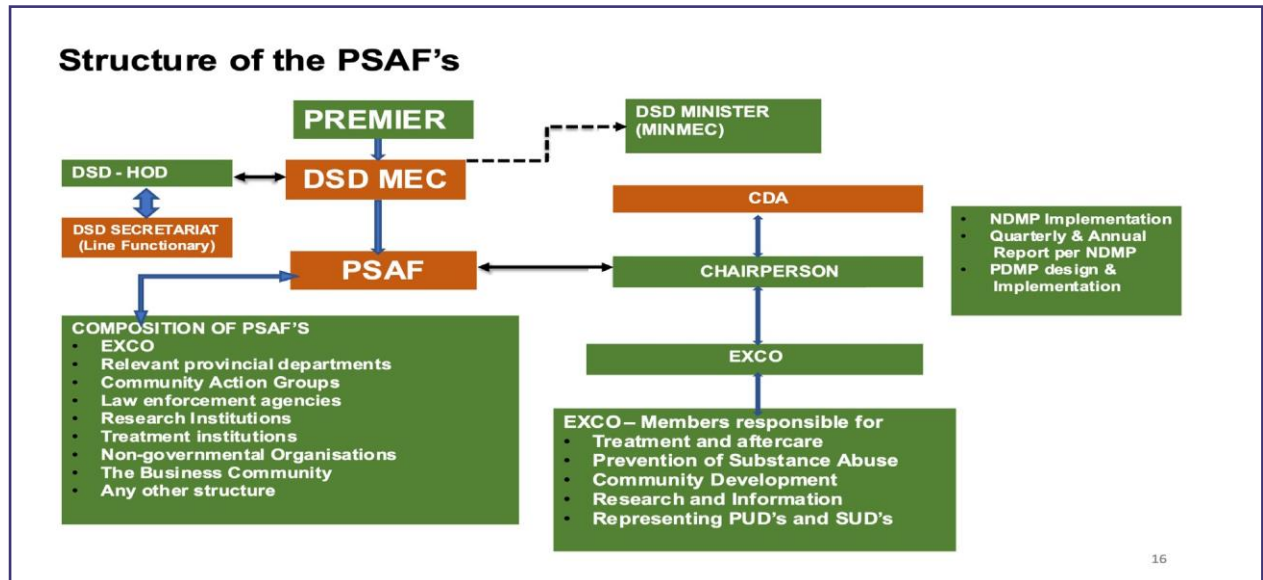 Structure of the PSAF's
PREMIER
DSD MINISTER
(MINMEC)
DSD - HOD
DSD MEC
DSD SECRETARIAT
(Line Functionary)
PSAF
CDA
CHAIRPERSON
EXCO
• NDMP Implementation
• Quarterly & Annual
Report per NDMP
• PDMP design &
Implementation
COMPOSITION OF PSAF'S
• EXCO
• Relevant provincial departments
• Community Action Groups
• Law enforcement agencies
• Research Institutions
• Treatment institutions
• Non-governmental Organisations
• The Business Community
• Any other structure
EXCO – Members responsible for
• Treatment and aftercare
• Prevention of Substance Abuse
• Community Development
• Research and Information
• Representing PUD's and SUD's
16